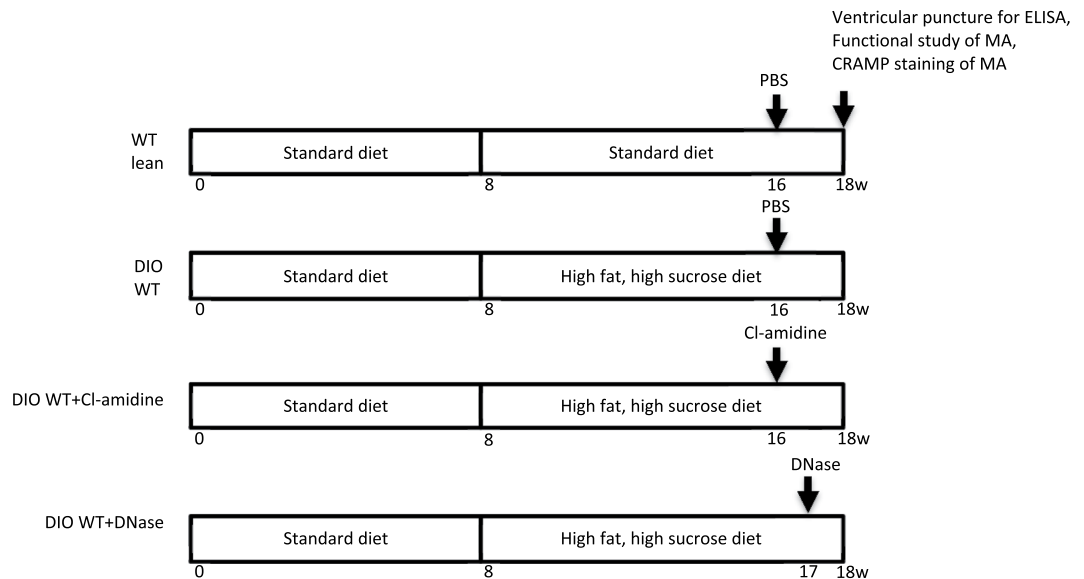 Ventricular puncture for ELISA,
Functional study of MA,
CRAMP staining of MA
PBS
WT
lean
Standard diet
Standard diet
0
8
16
18w
PBS
DIO
WT
Standard diet
High fat, high sucrose diet
0
8
16
18w
Cl-amidine
DIO WT+Cl-amidine
Standard diet
High fat, high sucrose diet
0
8
16
18w
DNase
DIO WT+DNase
Standard diet
High fat, high sucrose diet
0
8
17
18w